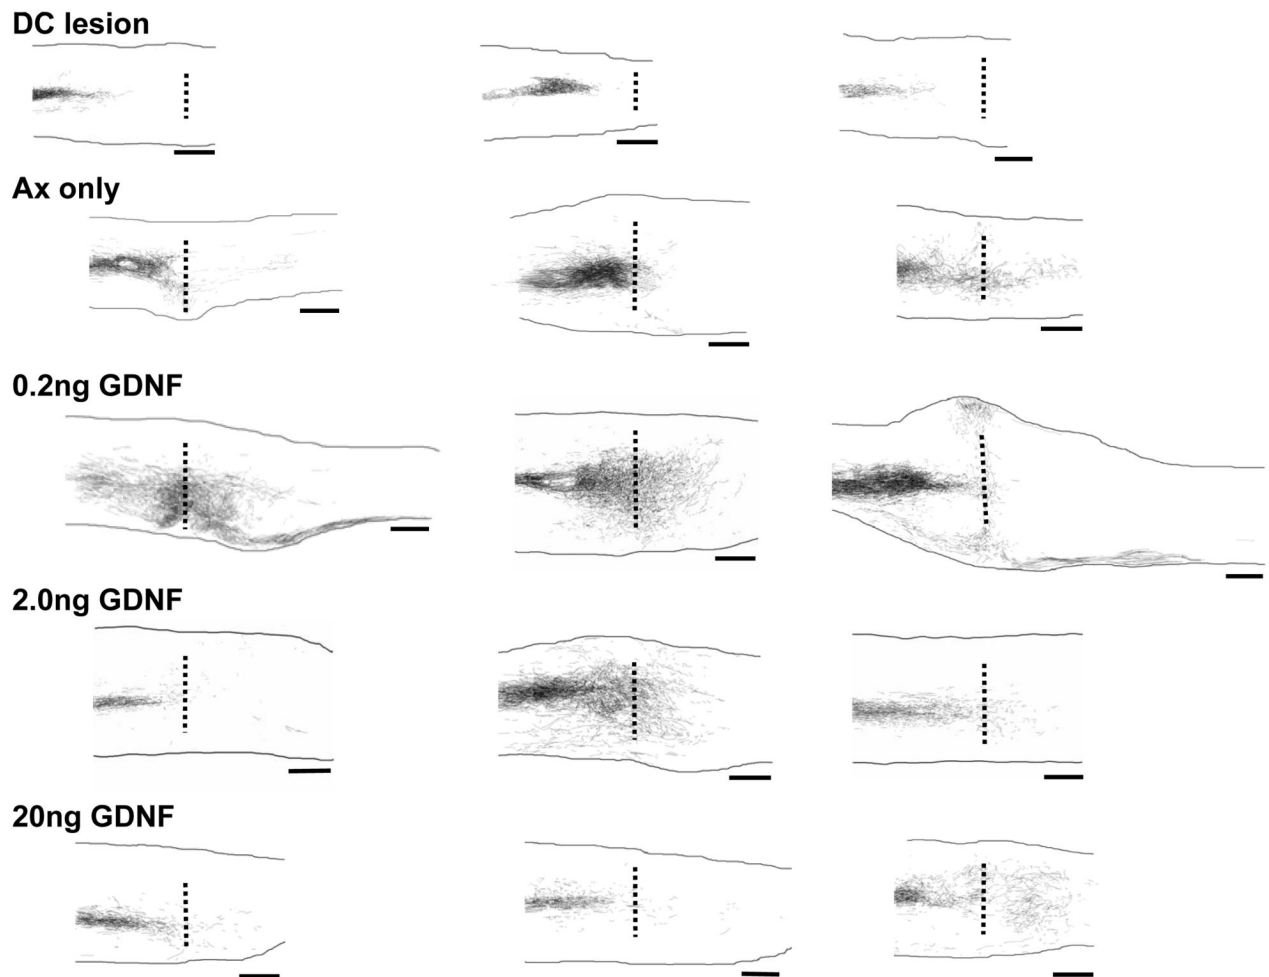 DC lesion
Ax only
0.2ng GDNF
2.0ng GDNF
20ng GDNF